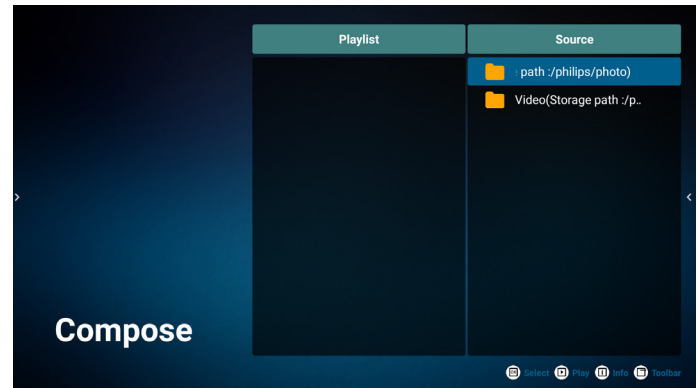 Playlist
Source
path :/philips/photo)
Video(Storage path :/p..
Compose
Select Play Info Toolbar